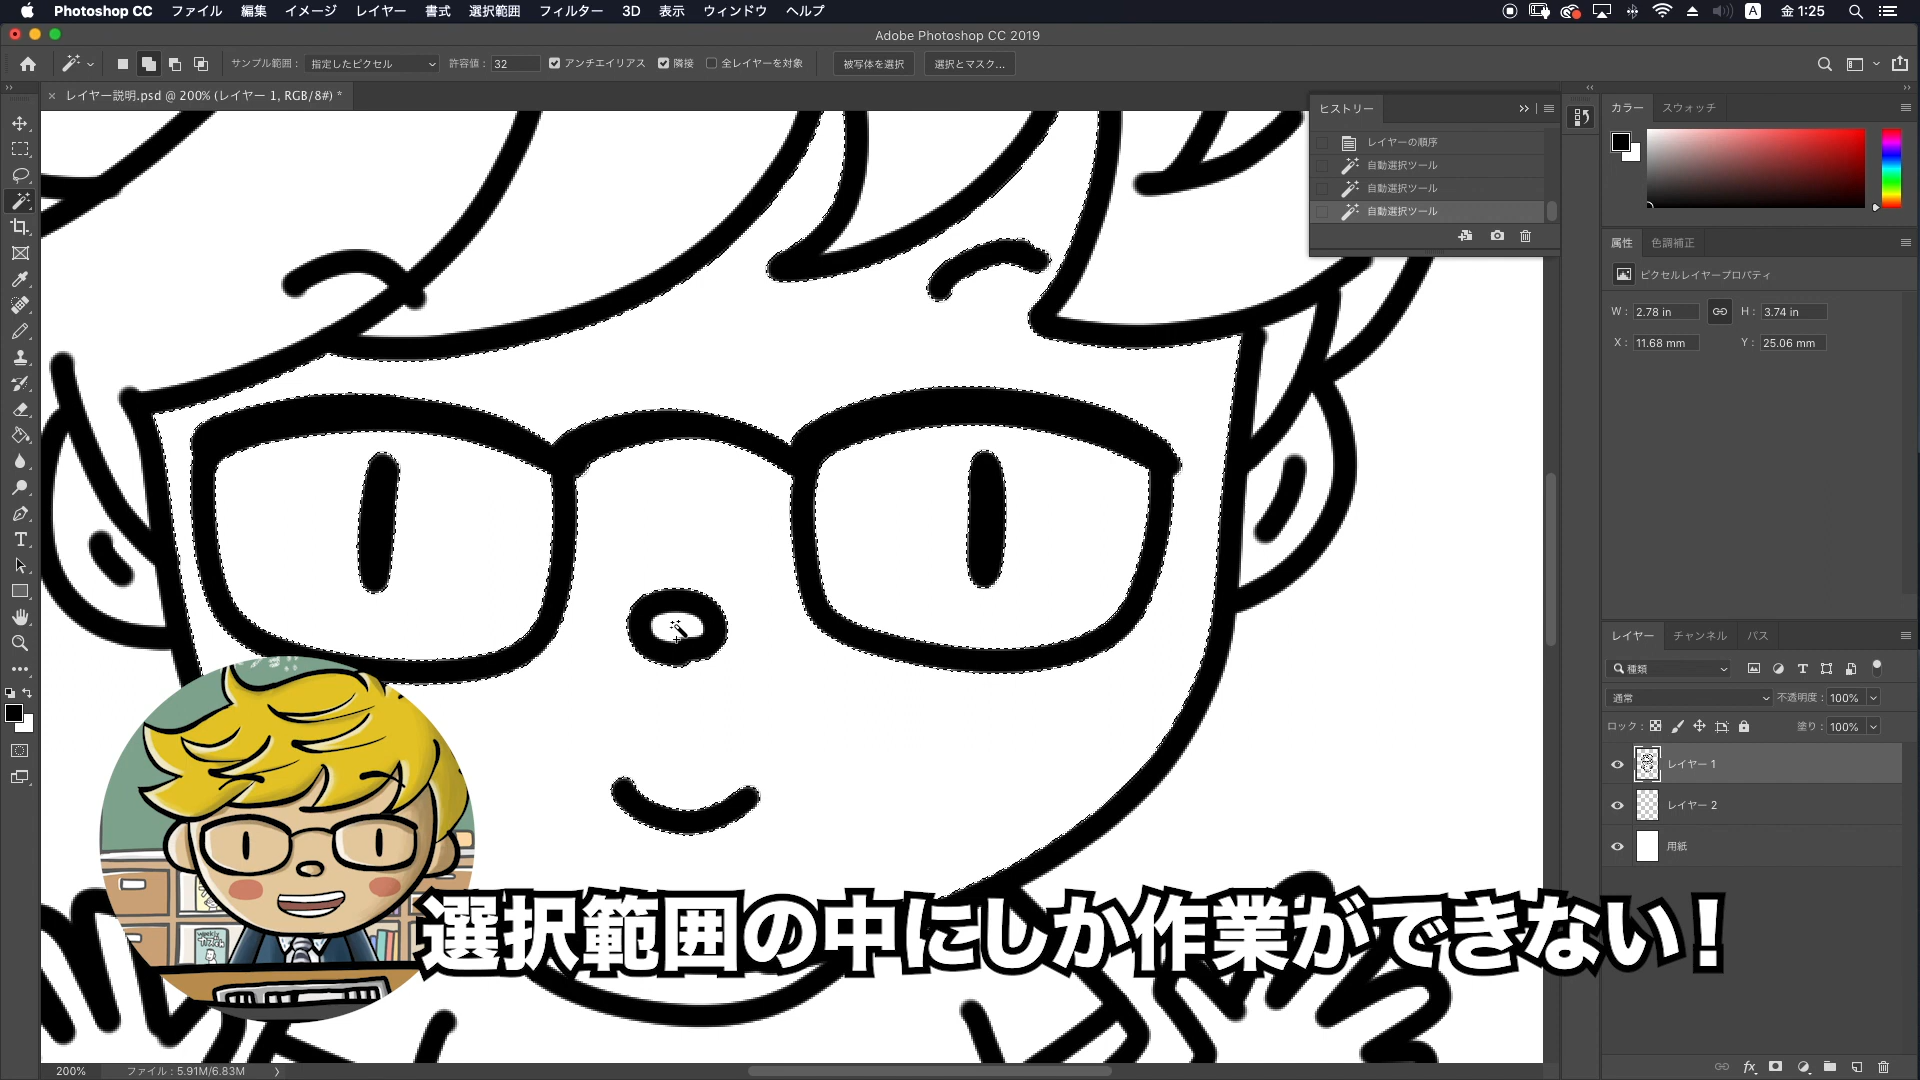 Photoshop CC ファイル 編集 イメージ レイヤー 書式 選択範囲 フィルター 3D 表示 ウィンドウ ヘルプ A 金1:25
Adobe Photoshop CC 2019
サンプル範囲： 指定したピクセル 許容値： 32 アンチエイリアス 隣接 全レイヤーを対象 被写体を選択 選択とマスク...
× レイヤー説明.psd @ 200% (レイヤー 1, RGB/8#) *
ヒストリー
レイヤーの順序
自動選択ツール
自動選択ツール
自動選択ツール
カラー スウォッチ
属性 色調補正
ピクセルレイヤープロパティ
W： 2.78 in H： 3.74 in
X： 11.68 mm Y： 25.06 mm
レイヤー チャンネル パス
種類
通常 不透明度： 100%
ロック： 塗り： 100%
レイヤー 1
レイヤー 2
用紙
選択範囲の中にしか作業ができない！
200% ファイル：5.91M/6.83M